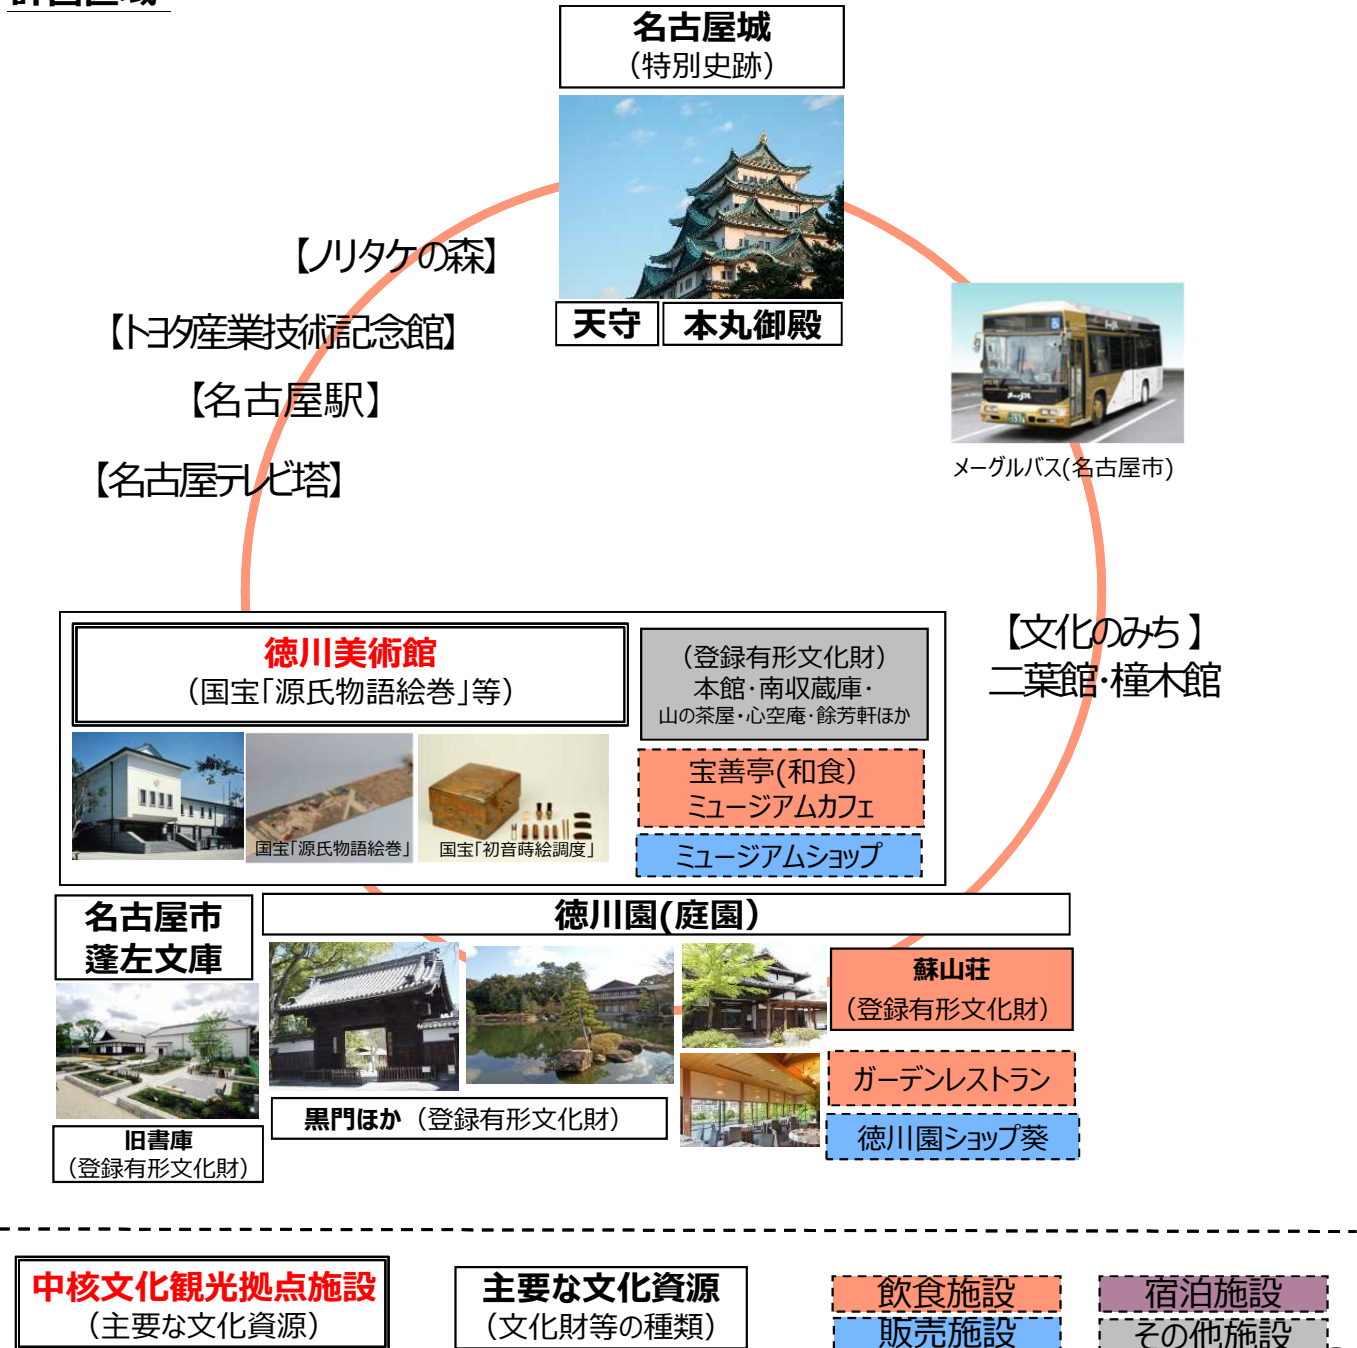 計画区域
名古屋城
（特別史跡）
天守
本丸御殿
【ノリタケの森】
【トヨタ産業技術記念館】
【名古屋駅】
【名古屋テレビ塔】
メーグルバス(名古屋市)
【文化のみち 】
二葉館・橦木館
徳川美術館
（国宝「源氏物語絵巻」等）
（登録有形文化財）
本館・南収蔵庫・
山の茶屋・心空庵・餘芳軒ほか
国宝「源氏物語絵巻」
国宝「初音蒔絵調度」
宝善亭(和食）
ミュージアムカフェ
ミュージアムショップ
名古屋市
蓬左文庫
旧書庫
（登録有形文化財）
徳川園(庭園）
黒門ほか（登録有形文化財）
蘇山荘
（登録有形文化財）
ガーデンレストラン
徳川園ショップ葵
中核文化観光拠点施設
（主要な文化資源）
主要な文化資源
（文化財等の種類）
飲食施設
販売施設
宿泊施設
その他施設